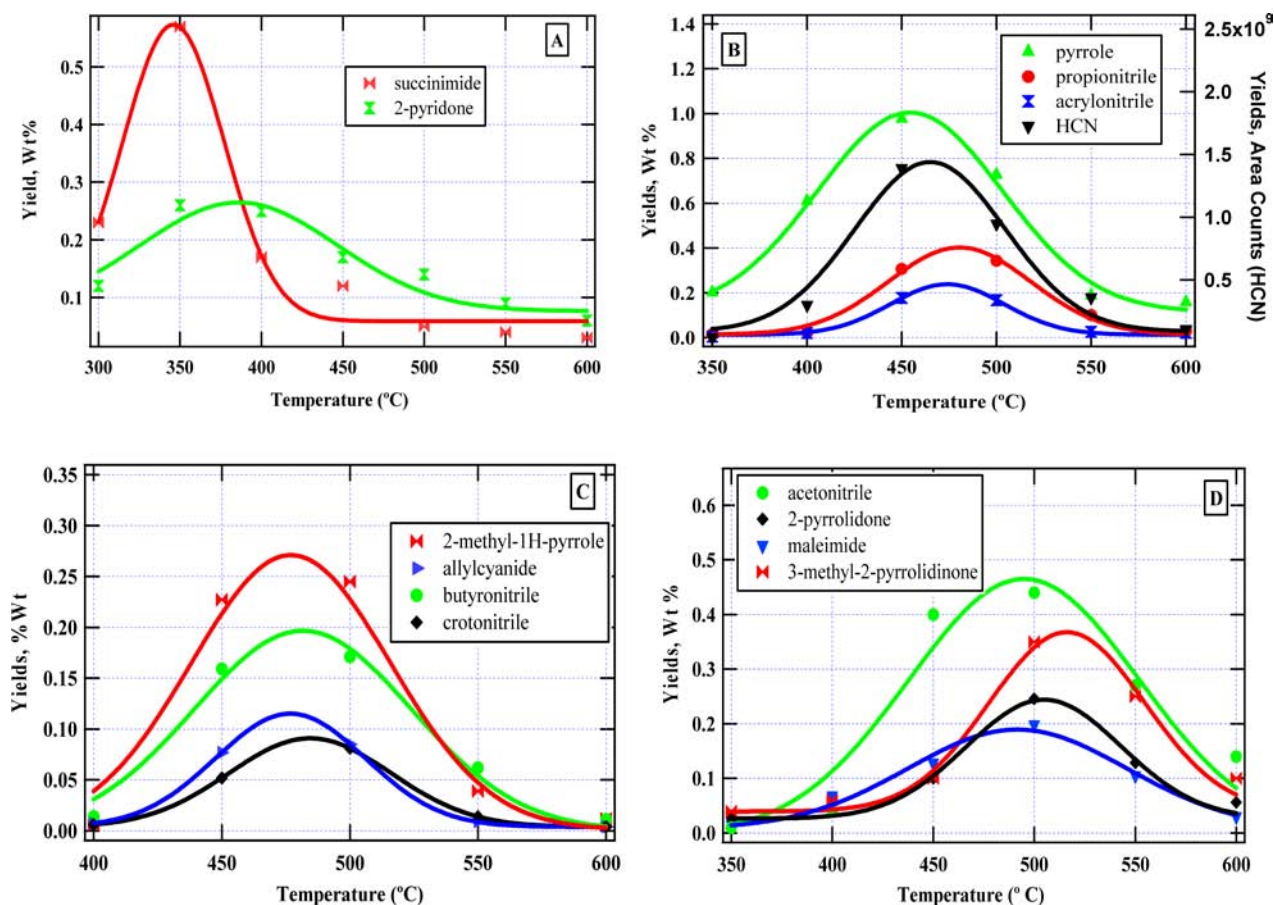 A
succinimide
2-pyridone
Yield, Wt%
0.5
0.4
0.3
0.2
0.1
300 350 400 450 500 550 600
Temperature (ºC)
B
pyrrole
propionitrile
acrylonitrile
HCN
Yields, Wt %
1.4
1.2
1.0
0.8
0.6
0.4
0.2
0.0
2.5x10⁹
2.0
1.5
1.0
0.5
Yields, Area Counts (HCN)
350 400 450 500 550 600
Temperature (ºC)
C
2-methyl-1H-pyrrole
allylcyanide
butyronitrile
crotonitrile
Yields, %Wt
0.35
0.30
0.25
0.20
0.15
0.10
0.05
0.00
400 450 500 550 600
Temperature (ºC)
D
acetonitrile
2-pyrrolidone
maleimide
3-methyl-2-pyrrolidinone
Yields, Wt %
0.6
0.5
0.4
0.3
0.2
0.1
0.0
350 400 450 500 550 600
Temperature (º C)